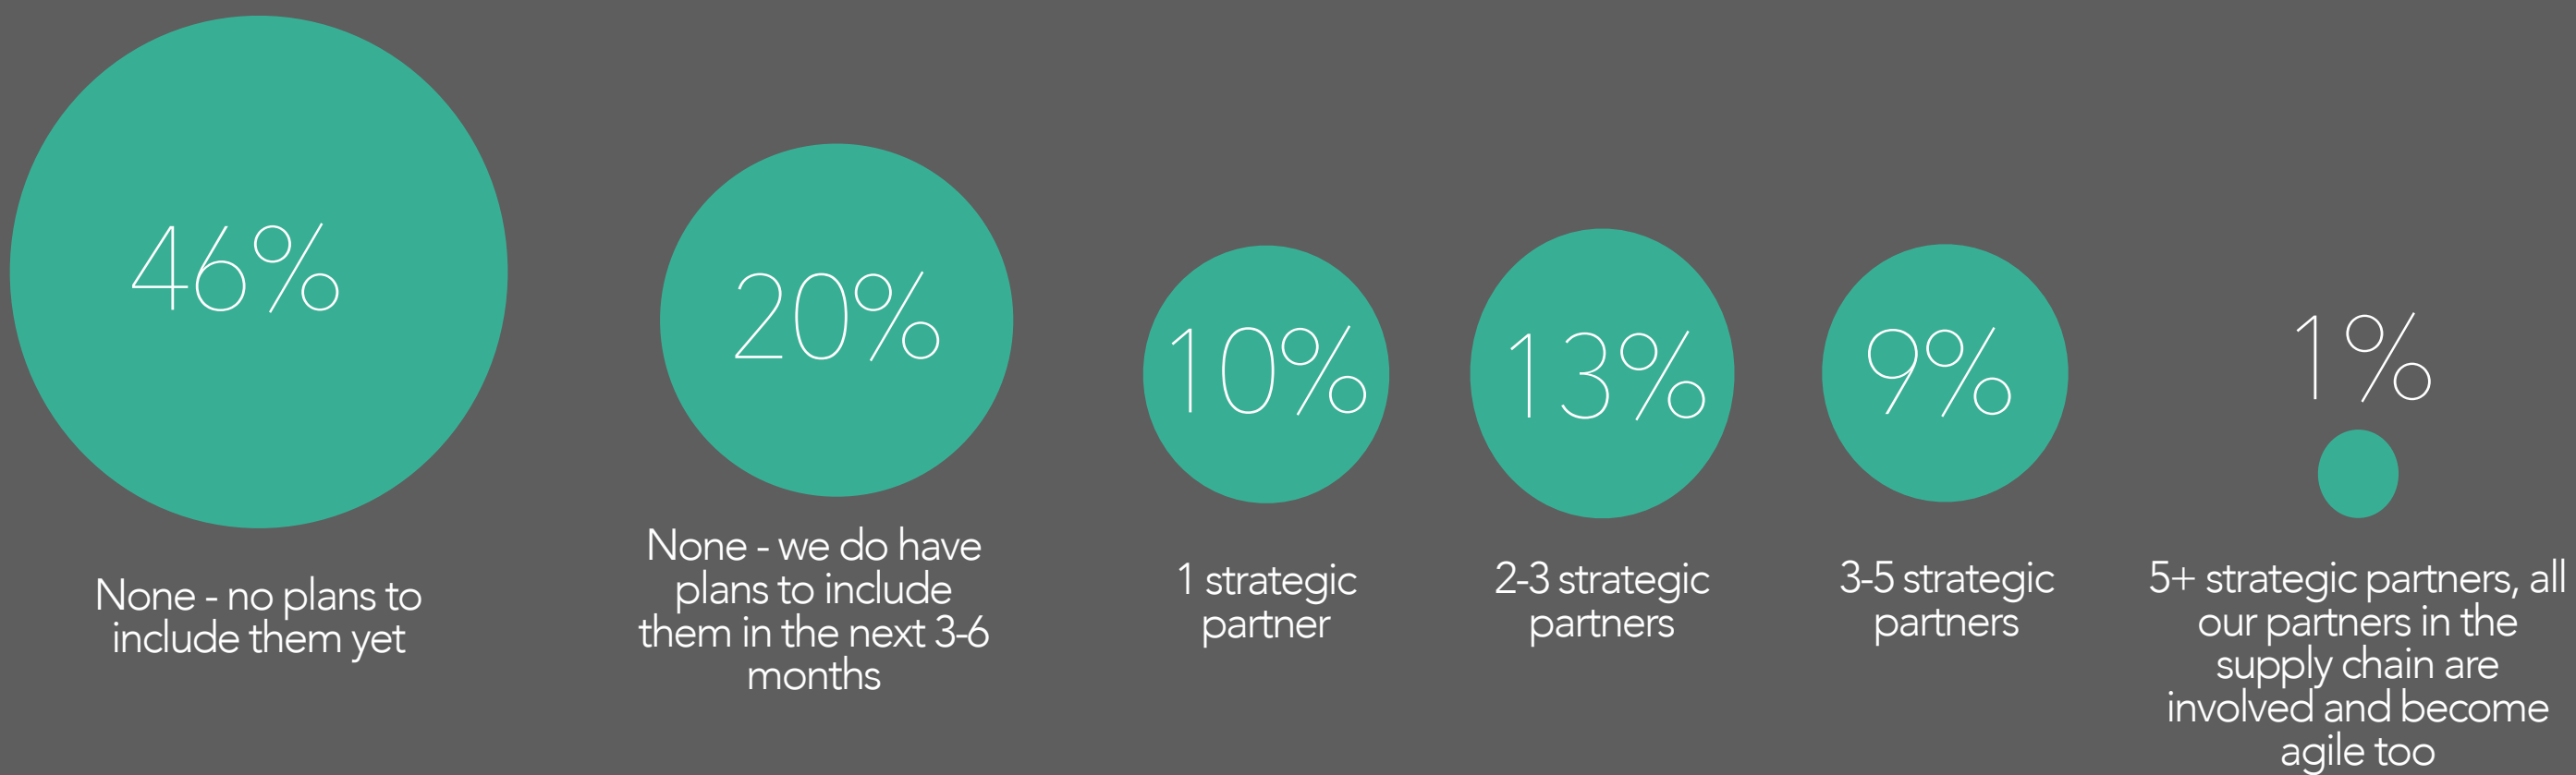 46%
20%
10%
13%
9%
1%
None - no plans to
include them yet
None - we do have
plans to include
them in the next 3-6
months
1 strategic
partner
2-3 strategic
partners
3-5 strategic
partners
5+ strategic partners, all
our partners in the
supply chain are
involved and become
agile too